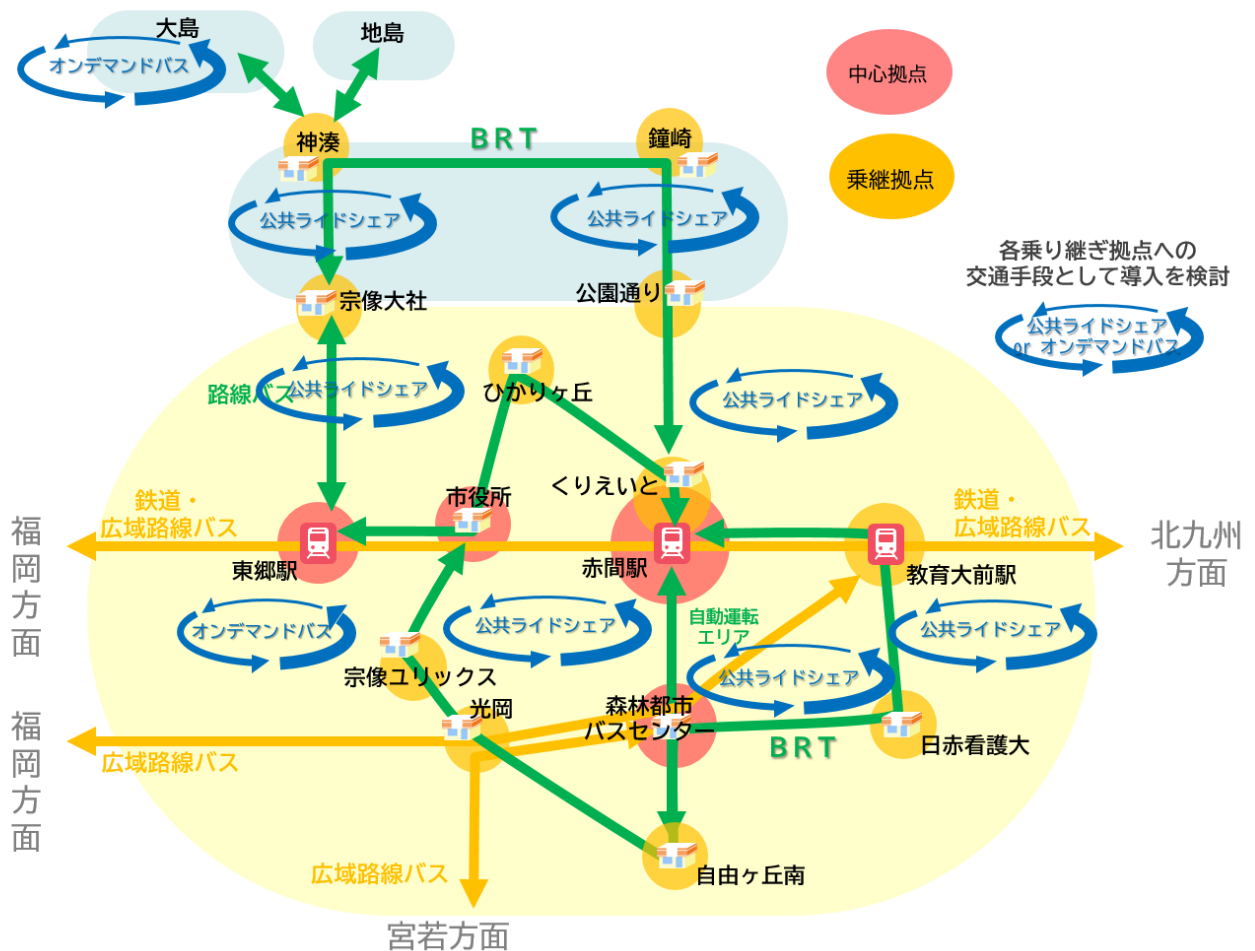 大島
地島
オンデマンドバス
中心拠点
神湊
BRT
鐘崎
乗継拠点
公共ライドシェア
公共ライドシェア
各乗り継ぎ拠点への
交通手段として導入を検討
宗像大社
公園通り
公共ライドシェア
or オンデマンドバス
路線バス
公共ライドシェア
ひかりヶ丘
公共ライドシェア
くりえいと
市役所
鉄道・
広域路線バス
鉄道・
広域路線バス
福岡方面
北九州
方面
東郷駅
赤間駅
教育大前駅
自動運転
エリア
オンデマンドバス
公共ライドシェア
公共ライドシェア
宗像ユリックス
公共ライドシェア
光岡
森林都市
バスセンター
福岡方面
広域路線バス
BRT
日赤看護大
広域路線バス
自由ヶ丘南
宮若方面